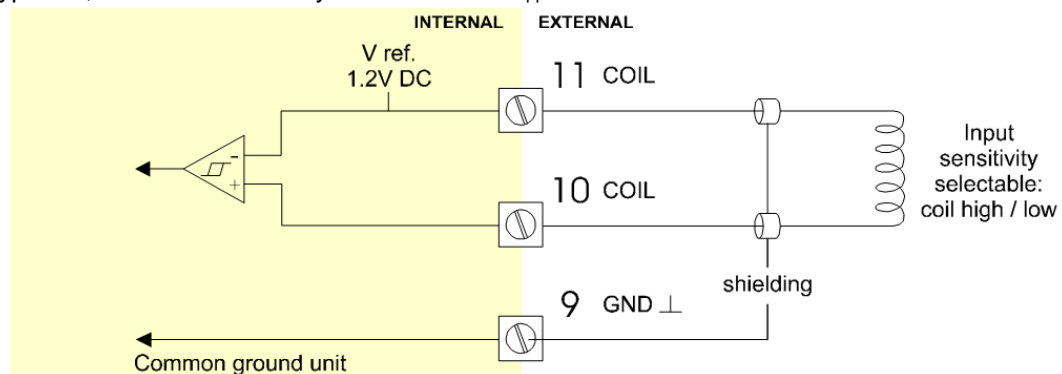 INTERNAL EXTERNAL
V ref.
1.2V DC
11 COIL
Input
sensitivity
selectable:
coil high / low
10 COIL
shielding
9 GND ⊥
Common ground unit
-
+